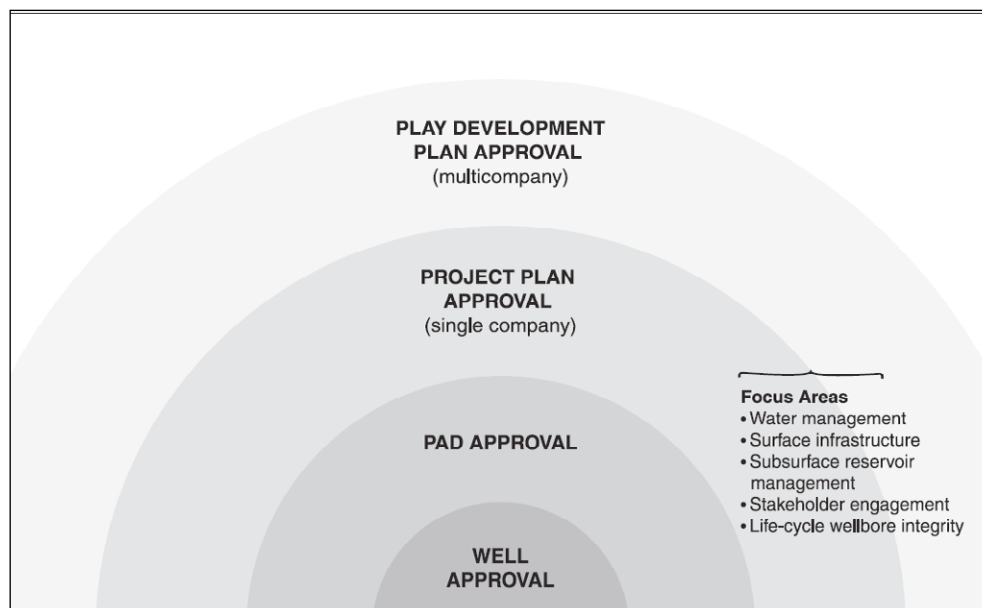 PLAY DEVELOPMENT
PLAN APPROVAL
(multicompany)
PROJECT PLAN
APPROVAL
(single company)
PAD APPROVAL
WELL
APPROVAL
Focus Areas
• Water management
• Surface infrastructure
• Subsurface reservoir
management
• Stakeholder engagement
• Life-cycle wellbore integrity